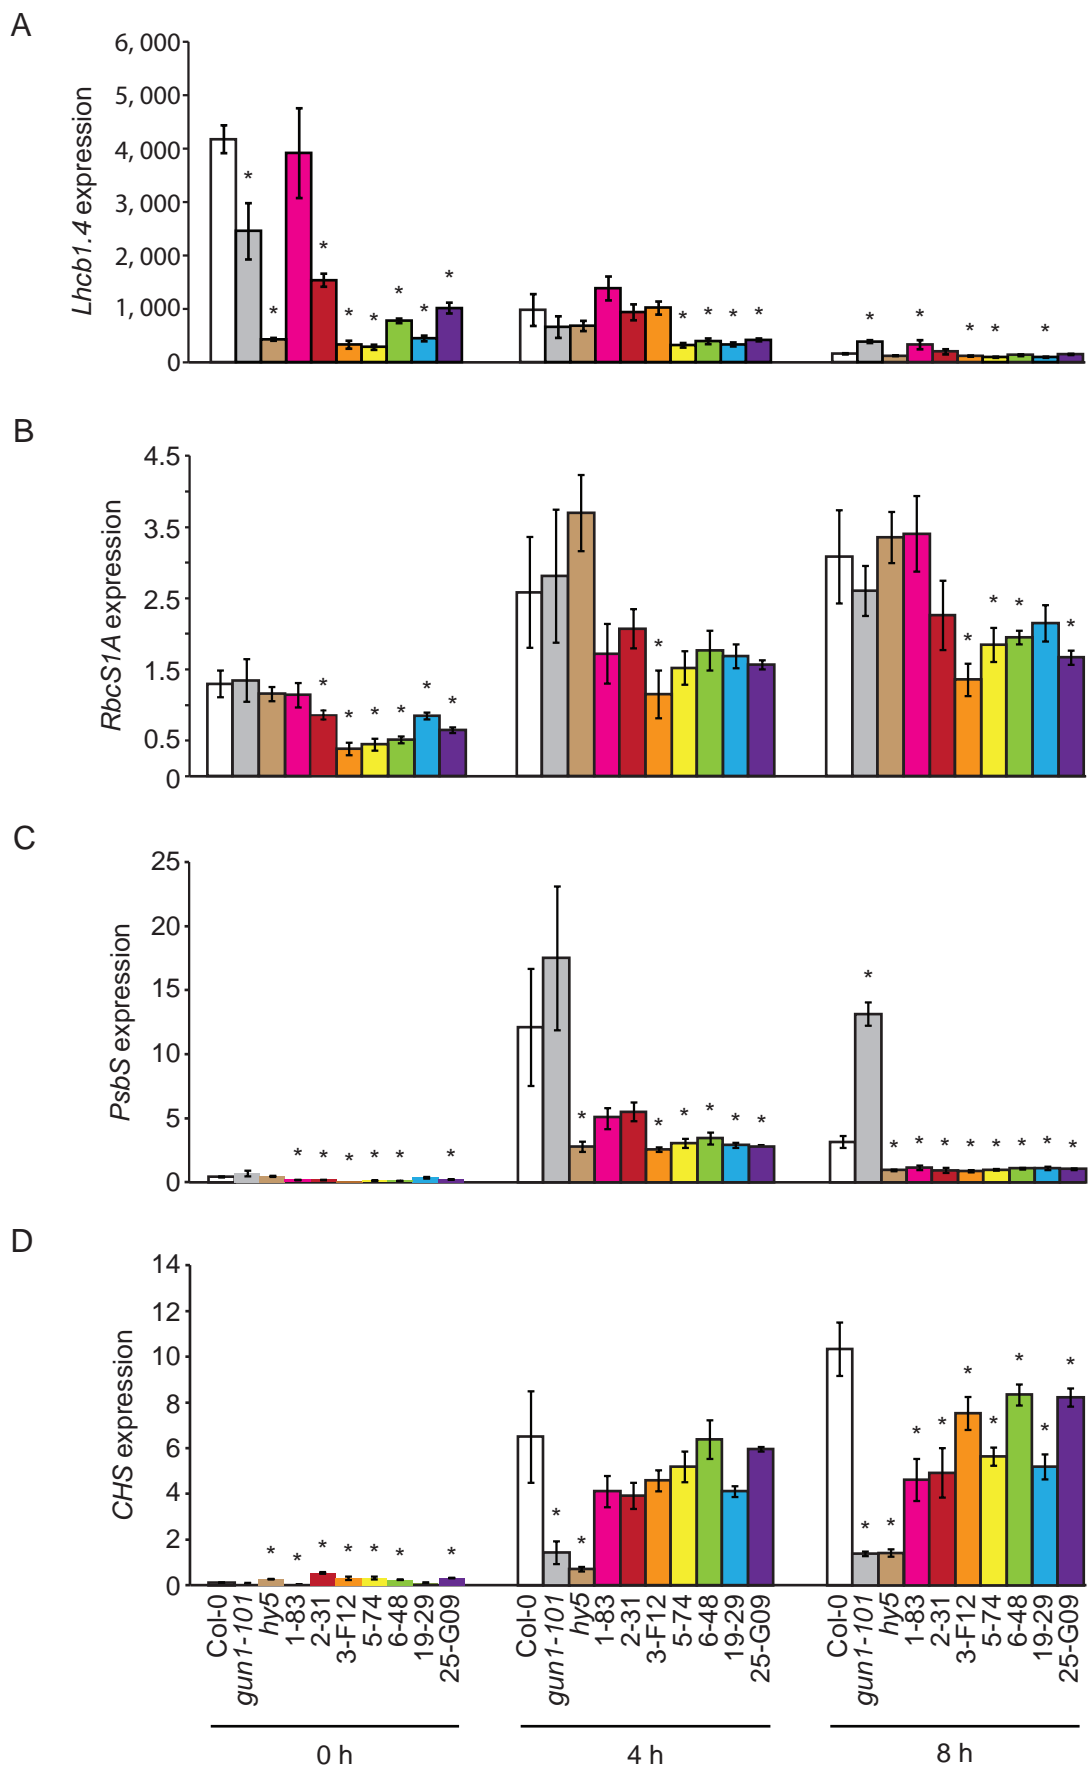 A
6,000
5,000
4,000
3,000
2,000
1,000
0
Lhcb1.4 expression
* * * * * * * *
* * * *
* * * * *
B
4.5
3.5
2.5
1.5
0.5
0
RbcS1A expression
* * * * * *
*
* * * *
C
25
20
15
10
5
0
PsbS expression
* * * * * *
* * * * * *
* * * * * * * * *
D
14
12
10
8
6
4
2
0
CHS expression
* * * * * * *
* *
* * * * * * * * *
Col-0
gun1-101
hy5
1-83
2-31
3-F12
5-74
6-48
19-29
25-G09
Col-0
gun1-101
hy5
1-83
2-31
3-F12
5-74
6-48
19-29
25-G09
Col-0
gun1-101
hy5
1-83
2-31
3-F12
5-74
6-48
19-29
25-G09
0 h
4 h
8 h